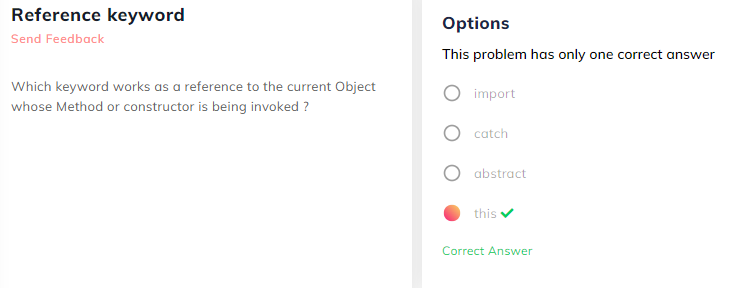 Reference keyword
Send Feedback
Which keyword works as a reference to the current Object
whose Method or constructor is being invoked ?
Options
This problem has only one correct answer
import
catch
abstract
this
Correct Answer